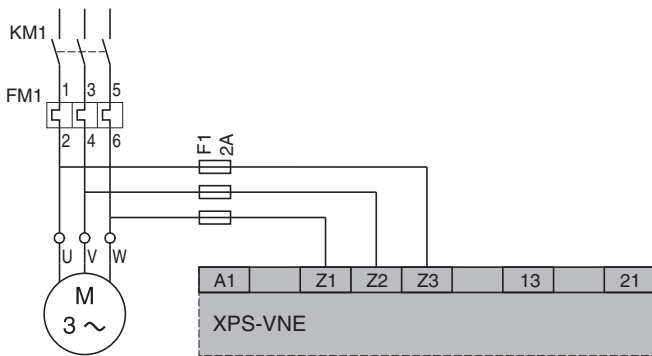 KM1
FM1
1 3 5
2 4 6
F1
2A
U V W
M
3 ~
A1 Z1 Z2 Z3 13 21
XPS-VNE